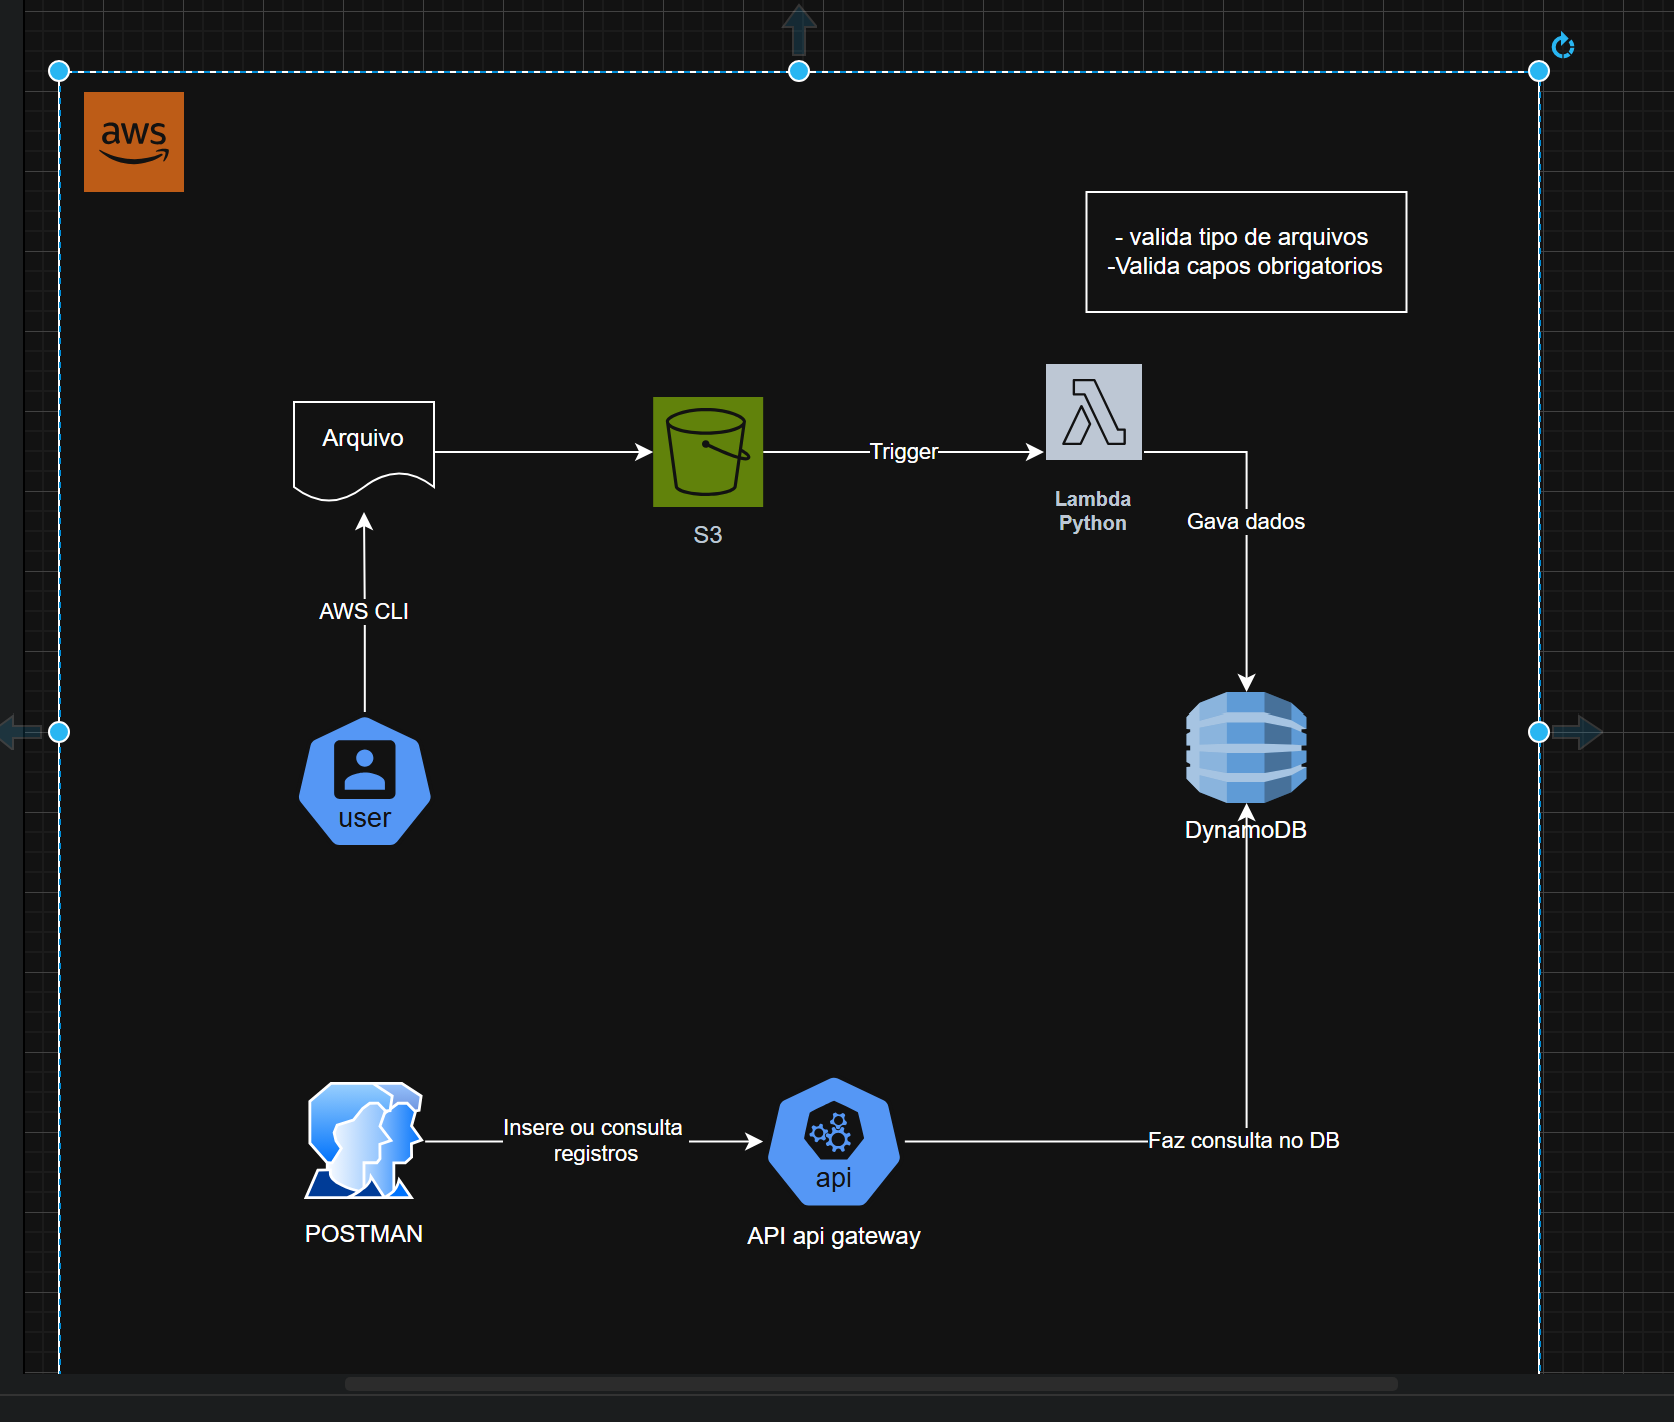 aws
- valida tipo de arquivos
-Valida capos obrigatorios
Arquivo
Trigger
Lambda
Python
S3
Gava dados
AWS CLI
user
DynamoDB
Insere ou consulta
registros
Faz consulta no DB
api
POSTMAN
API api gateway